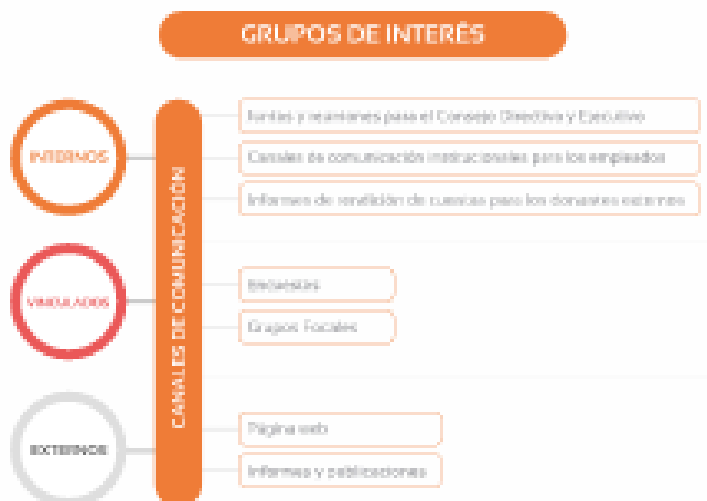 GRUPOS DE INTERÉS
INTERNOS
CANALES DE COMUNICACIÓN
Juntas y reuniones para el Consejo Directivo y Ejecutivo
Canales de comunicación institucionales para los empleados
Informes de rendición de cuentas para los donantes externos
VINCULADOS
Encuestas
Grupos Focales
EXTERNOS
Página web
Informes y publicaciones